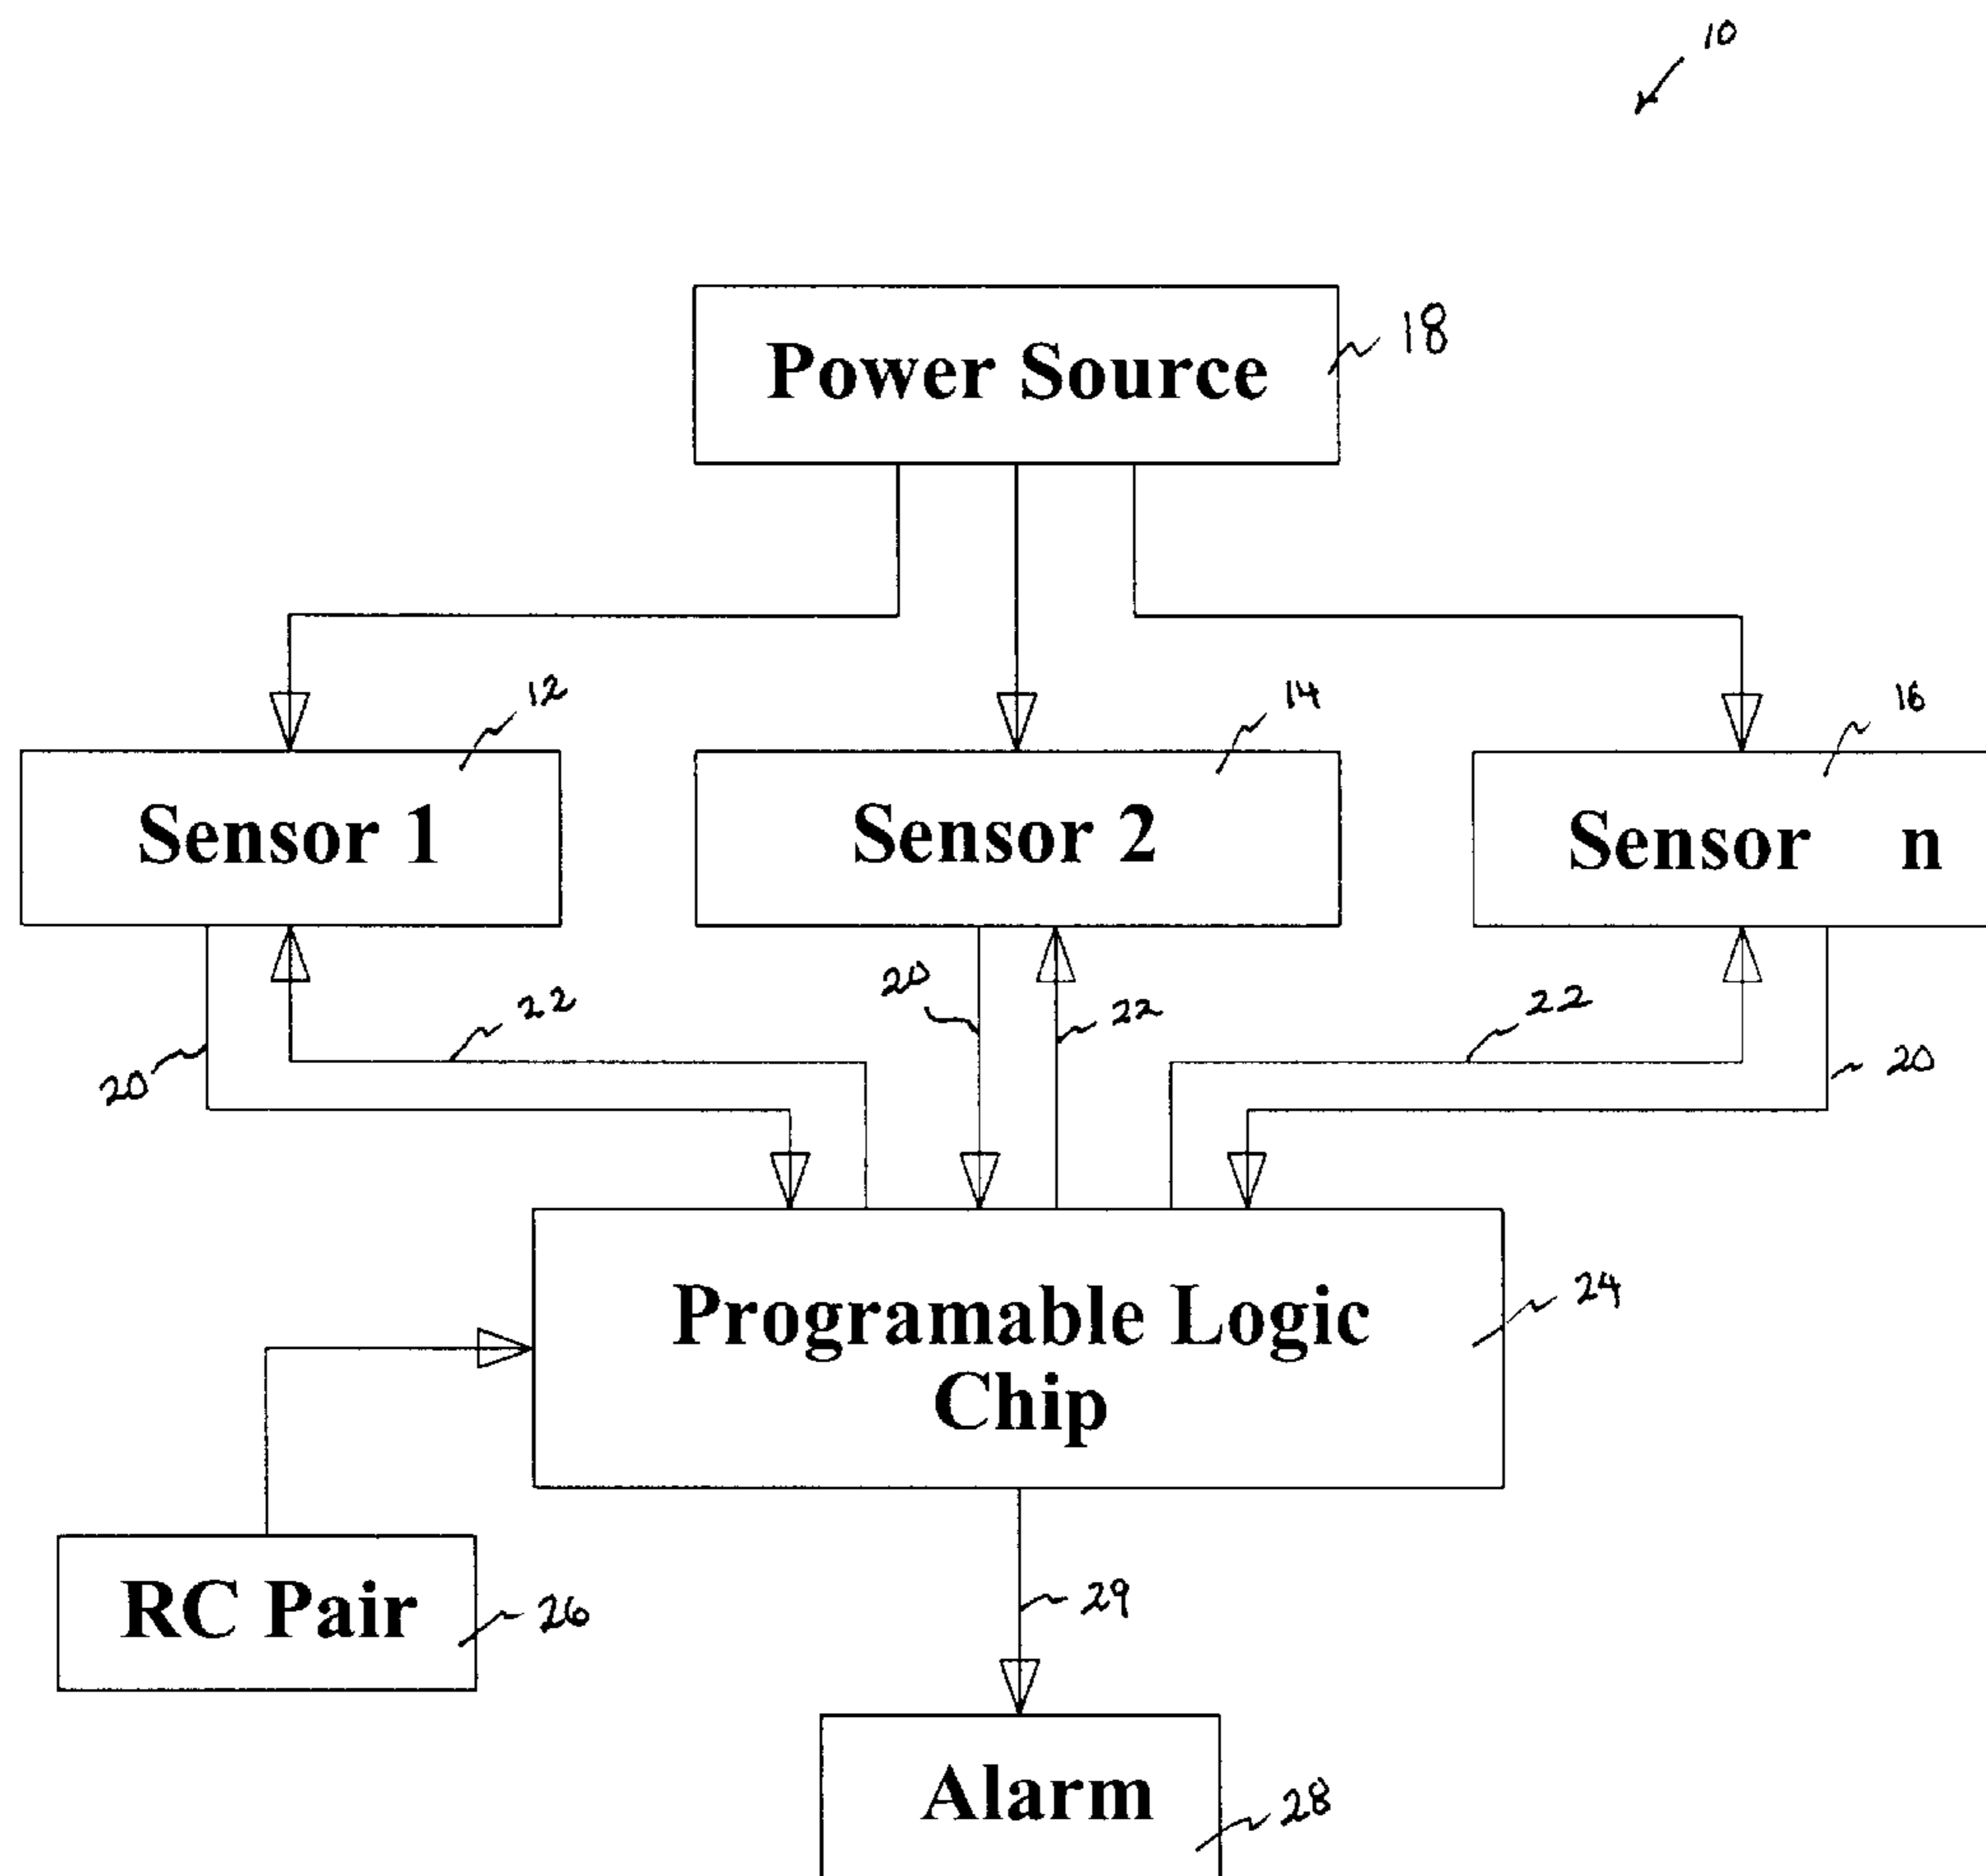 10
Power Source
18
12
14
16
Sensor 1
Sensor 2
Sensor n
20
22
20
22
22
20
Programable Logic
Chip
24
RC Pair
26
29
Alarm
28